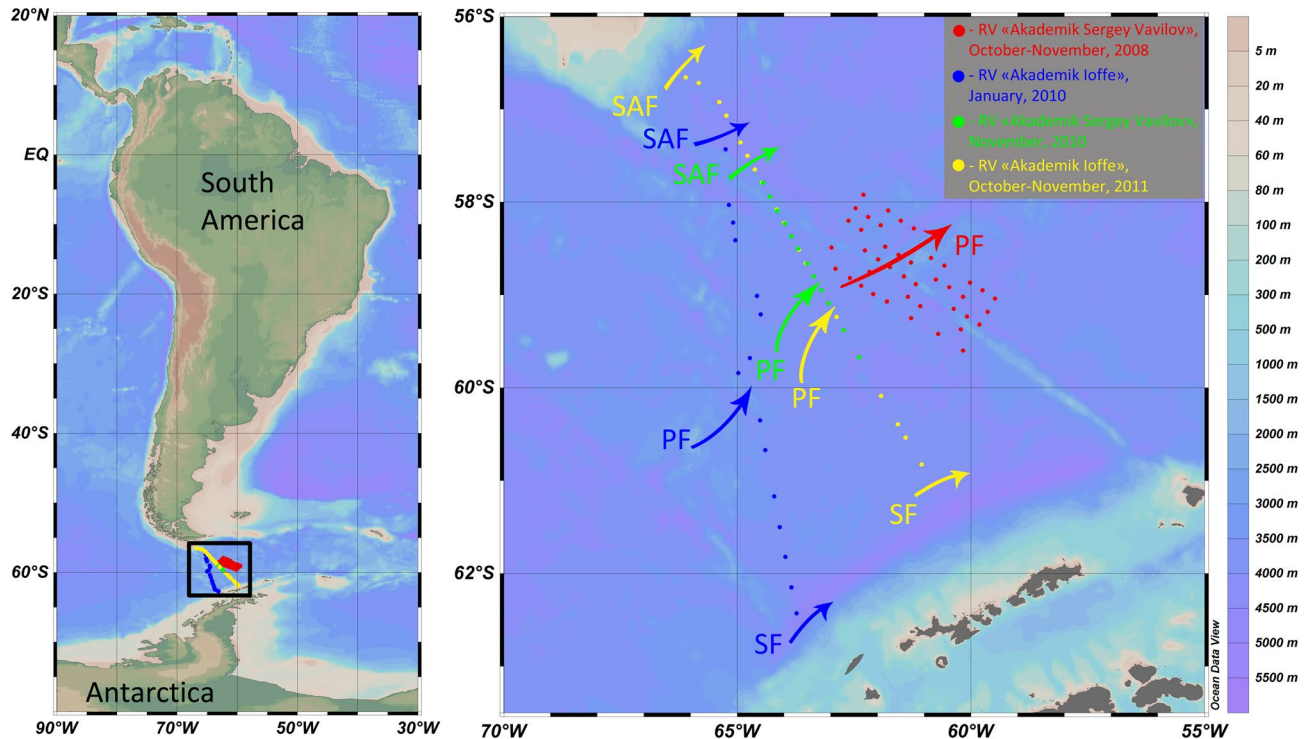 20°N
EQ
20°S
40°S
60°S
90°W
70°W
50°W
30°W
South
America
Antarctica
56°S
58°S
60°S
62°S
70°W
65°W
60°W
55°W
- RV «Akademik Sergey Vavilov»,
October-November, 2008
- RV «Akademik Ioffe»,
January, 2010
- RV «Akademik Sergey Vavilov»,
November, 2010
- RV «Akademik Ioffe»,
October-November, 2011
SAF
SAF
SAF
PF
PF
PF
PF
SF
SF
Ocean Data View
5 m
20 m
40 m
60 m
80 m
100 m
200 m
300 m
500 m
1000 m
2000 m
2500 m
3000 m
3500 m
4000 m
4500 m
5000 m
5500 m